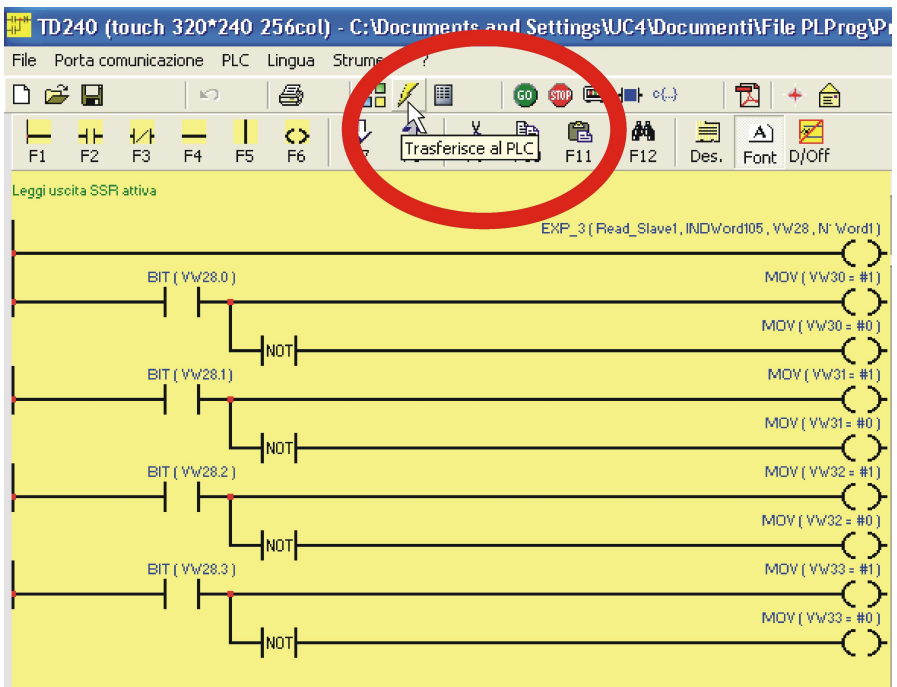 TD240 (touch 320*240 256col) - C:\Documents and Settings\UC4\Documenti\File PLProg\Pr
File Porta comunicazione PLC Lingua Strume ?
GO STOP
F1 F2 F3 F4 F5 F6 F11 F12 Des. Font D/Off
Trasferisce al PLC
Leggi uscita SSR attiva
EXP_3 ( Read_Slave1, INDWord105 , VW28 , N° Word1 )
BIT ( VW28.0 ) MOV ( VW30 = #1 )
MOV ( VW30 = #0 )
NOT
BIT ( VW28.1 ) MOV ( VW31 = #1 )
MOV ( VW31 = #0 )
NOT
BIT ( VW28.2 ) MOV ( VW32 = #1 )
MOV ( VW32 = #0 )
NOT
BIT ( VW28.3 ) MOV ( VW33 = #1 )
MOV ( VW33 = #0 )
NOT